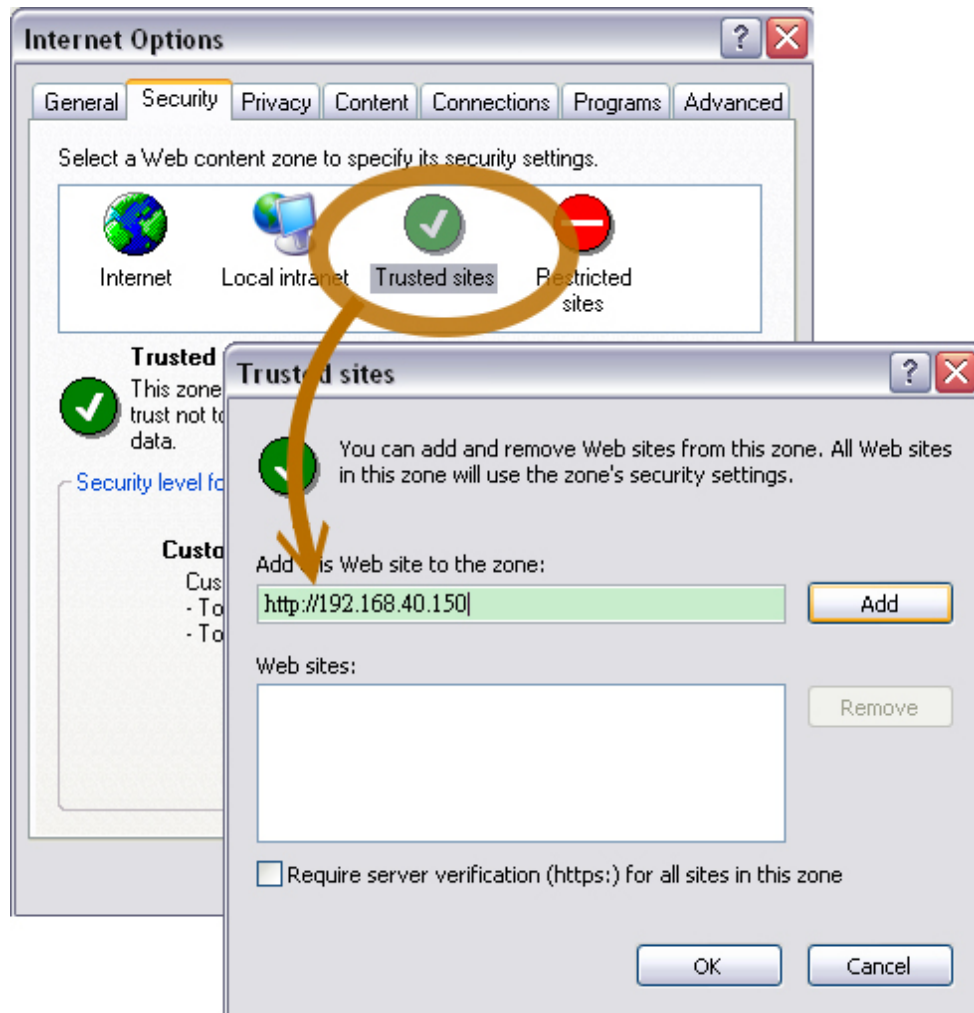 Internet Options
General Security Privacy Content Connections Programs Advanced
Select a Web content zone to specify its security settings.
Internet Local intranet Trusted sites Restricted
sites
Trusted
This zone
trust not to
data.
Security level fo
Custo
Cus
- To
- To
Trusted sites
You can add and remove Web sites from this zone. All Web sites
in this zone will use the zone's security settings.
Add this Web site to the zone:
http://192.168.40.150
Add
Web sites:
Remove
Require server verification (https:) for all sites in this zone
OK Cancel